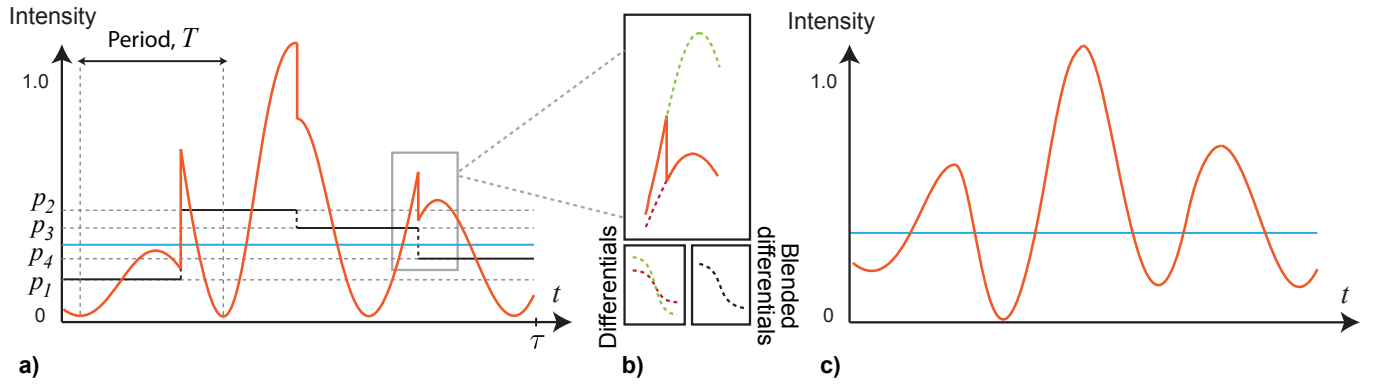 Intensity
Period, T
1.0
p2
p3
p4
p1
0
t
τ
a)
Differentials
Blended
differentials
b)
Intensity
1.0
0
t
c)